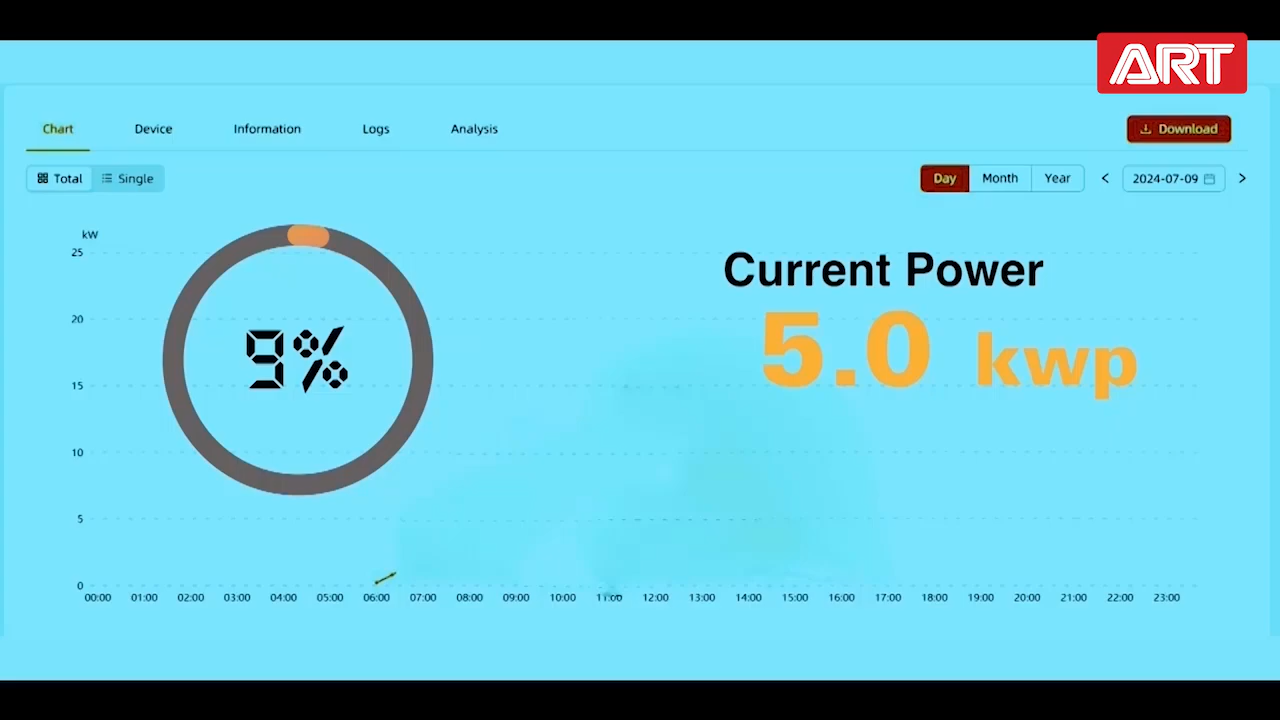 ART
Chart Device Information Logs Analysis
Download
Total Single
Day Month Year < 2024-07-09 >
kW
25
20
15
10
5
0
9%
Current Power
5.0 kwp
00:00 01:00 02:00 03:00 04:00 05:00 06:00 07:00 08:00 09:00 10:00 11:00 12:00 13:00 14:00 15:00 16:00 17:00 18:00 19:00 20:00 21:00 22:00 23:00